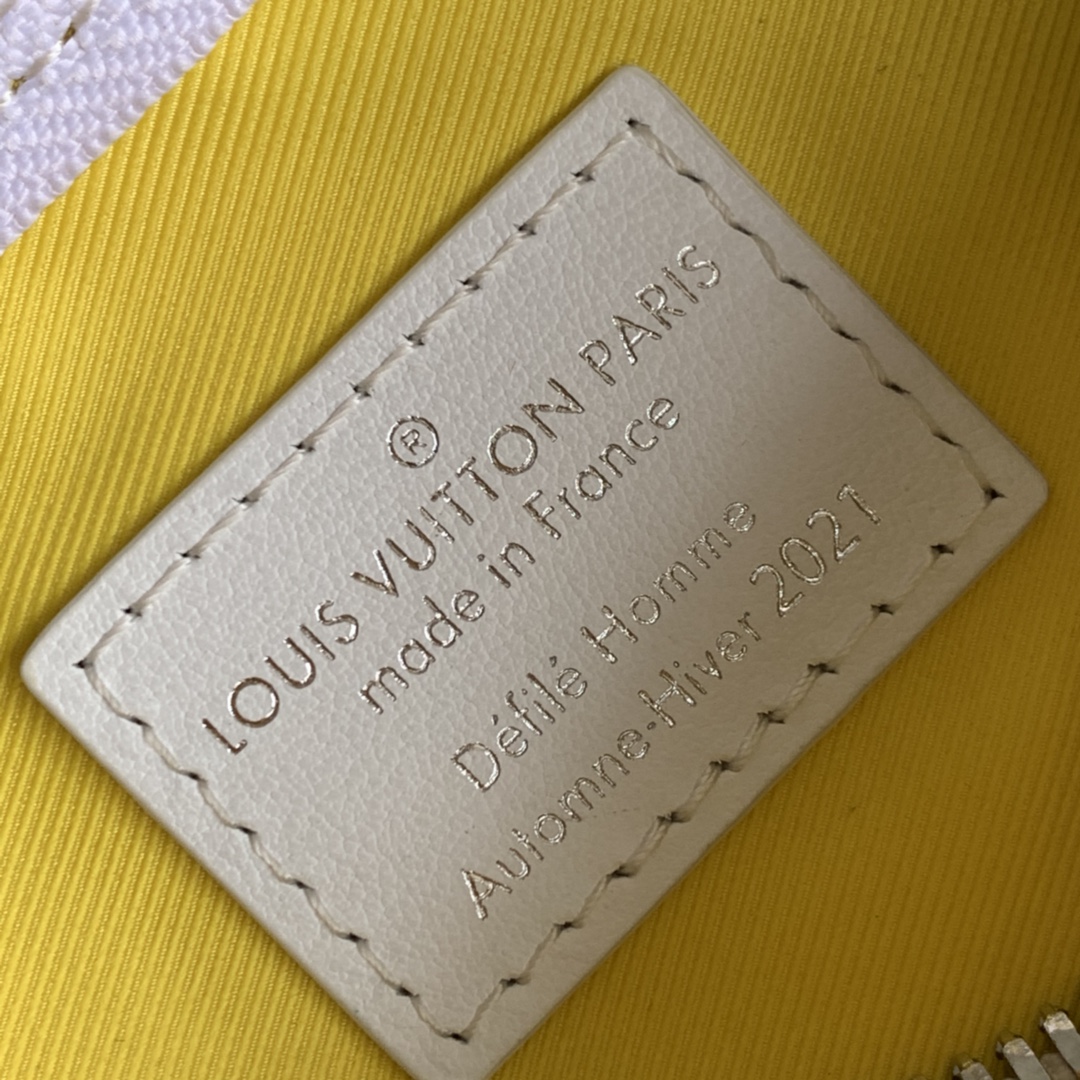 ®
LOUIS VUITTON PARIS
made in France
Défilé Homme
Automne-Hiver 2021